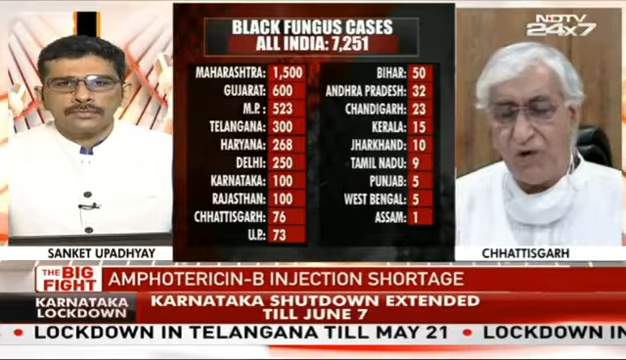 BLACK FUNGUS CASES
ALL INDIA: 7,251
NDTV
24x7
MAHARASHTRA: 1,500
GUJARAT: 600
M.P.: 523
TELANGANA: 300
HARYANA: 268
DELHI: 250
KARNATAKA: 100
RAJASTHAN: 100
CHHATTISGARH: 76
U.P.: 73
BIHAR: 50
ANDHRA PRADESH: 32
CHANDIGARH: 23
KERALA: 15
JHARKHAND: 10
TAMIL NADU: 9
PUNJAB: 5
WEST BENGAL: 5
ASSAM: 1
SANKET UPADHYAY
CHHATTISGARH
THE BIG
FIGHT
AMPHOTERICIN-B INJECTION SHORTAGE
KARNATAKA
LOCKDOWN
KARNATAKA SHUTDOWN EXTENDED
TILL JUNE 7
• LOCKDOWN IN TELANGANA TILL MAY 21 • LOCKDOWN IN